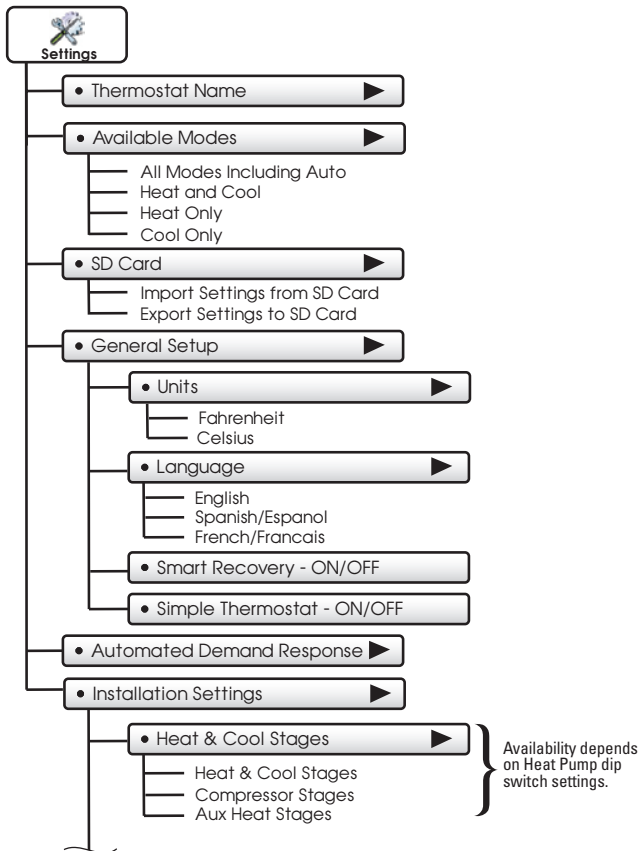 Settings
• Thermostat Name
• Available Modes
All Modes Including Auto
Heat and Cool
Heat Only
Cool Only
• SD Card
Import Settings from SD Card
Export Settings to SD Card
• General Setup
• Units
Fahrenheit
Celsius
• Language
English
Spanish/Espanol
French/Francais
• Smart Recovery - ON/OFF
• Simple Thermostat - ON/OFF
• Automated Demand Response
• Installation Settings
• Heat & Cool Stages
Heat & Cool Stages
Compressor Stages
Aux Heat Stages
Availability depends
on Heat Pump dip
switch settings.